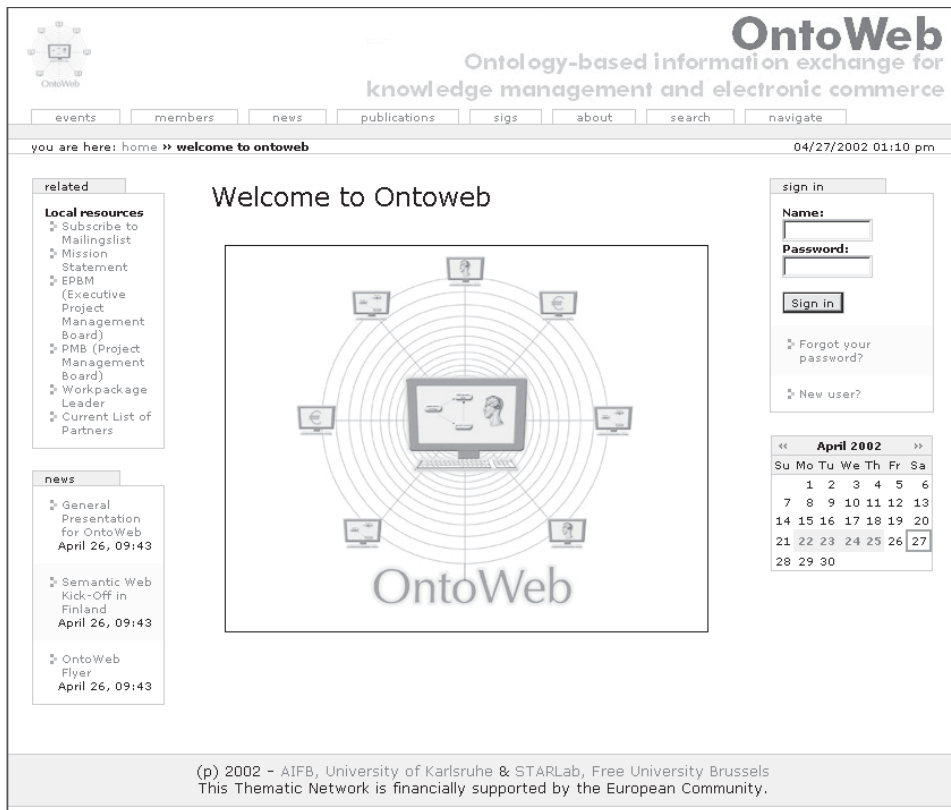 OntoWeb
OntoWeb
Ontology-based information exchange for
knowledge management and electronic commerce
events members news publications sigs about search navigate
you are here: home » welcome to ontoweb 04/27/2002 01:10 pm
related
Local resources
Subscribe to
Mailingslist
Mission
Statement
EPBM
(Executive
Project
Management
Board)
PMB (Project
Management
Board)
Workpackage
Leader
Current List of
Partners
news
General
Presentation
for OntoWeb
April 26, 09:43
Semantic Web
Kick-Off in
Finland
April 26, 09:43
OntoWeb
Flyer
April 26, 09:43
Welcome to Ontoweb
OntoWeb
sign in
Name:
Password:
Sign in
Forgot your
password?
New user?
« April 2002 »
Su Mo Tu We Th Fr Sa
1 2 3 4 5 6
7 8 9 10 11 12 13
14 15 16 17 18 19 20
21 22 23 24 25 26 27
28 29 30
(p) 2002 - AIFB, University of Karlsruhe & STARLab, Free University Brussels
This Thematic Network is financially supported by the European Community.